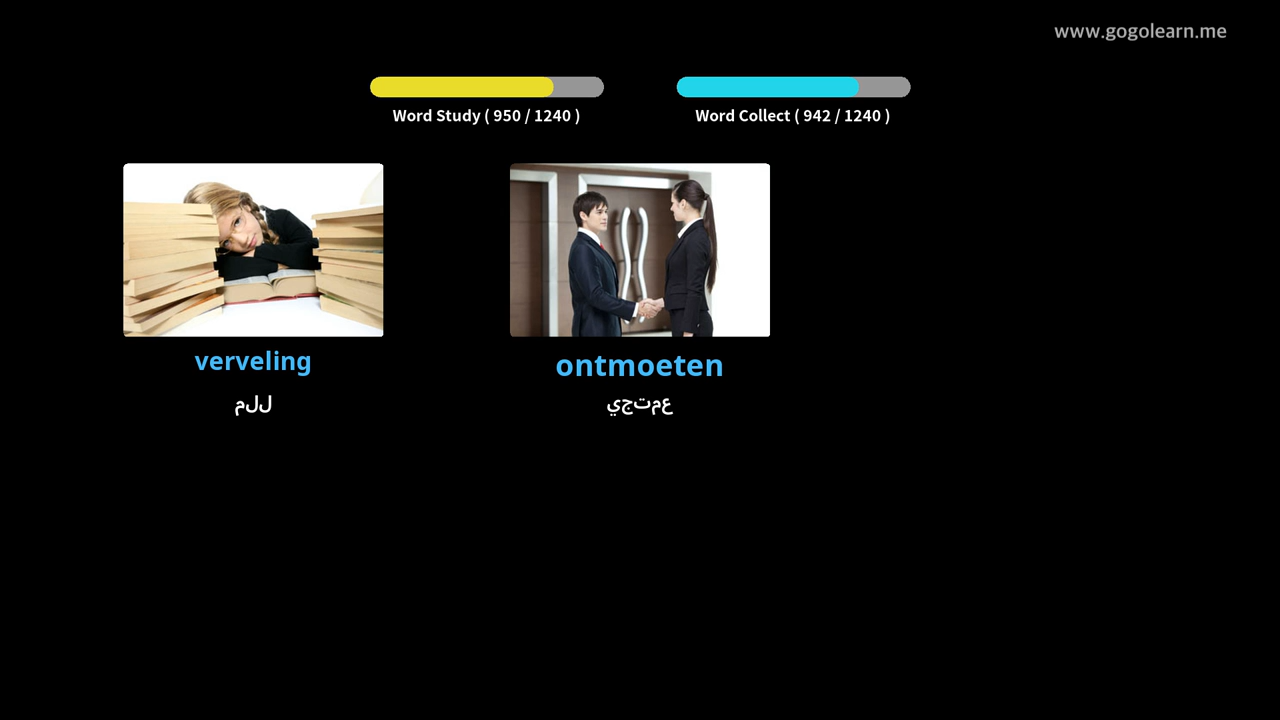 www.gogolearn.me
Word Study ( 950 / 1240 )
Word Collect ( 942 / 1240 )
verveling
ملل
ontmoeten
يجتمع